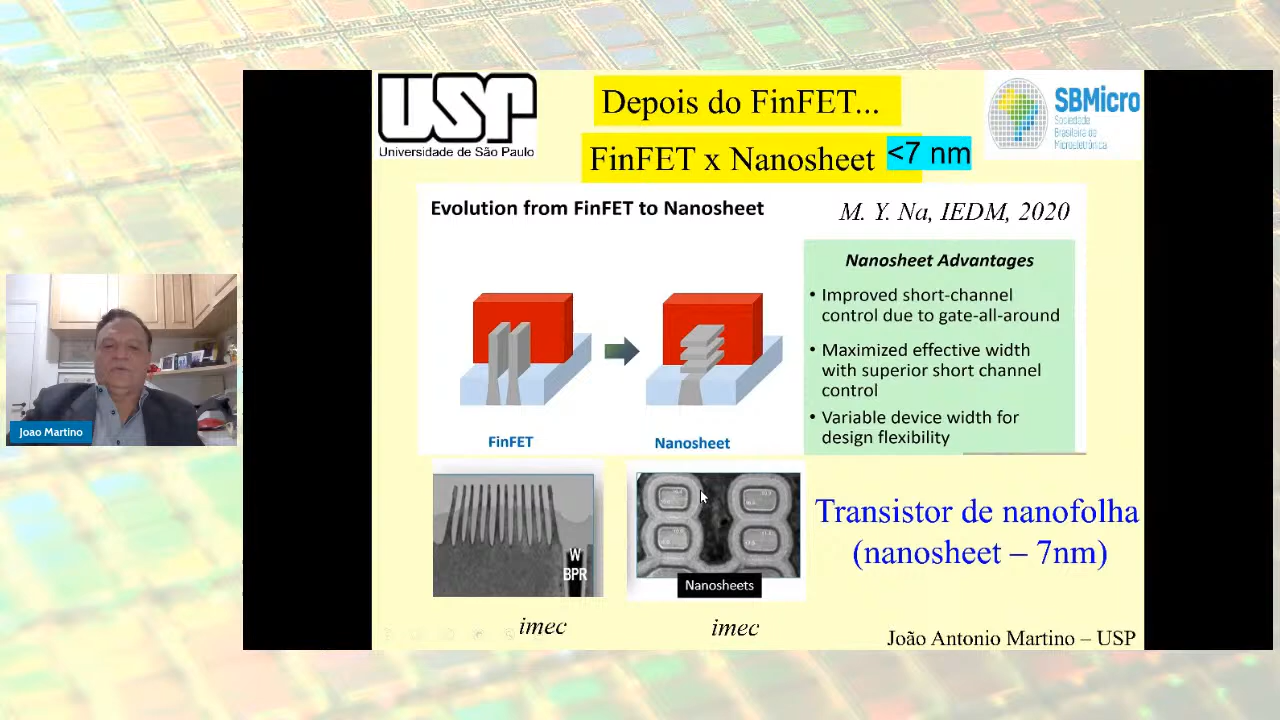 USP
Universidade de São Paulo
Depois do FinFET...
FinFET x Nanosheet
<7 nm
SBMicro
Sociedade
Brasileira de
Microeletrônica
Evolution from FinFET to Nanosheet
M. Y. Na, IEDM, 2020
Nanosheet Advantages
• Improved short-channel
control due to gate-all-around
• Maximized effective width
with superior short channel
control
• Variable device width for
design flexibility
FinFET
Nanosheet
Joao Martino
W
BPR
Nanosheets
Transistor de nanofolha
(nanosheet – 7nm)
imec
imec
João Antonio Martino – USP